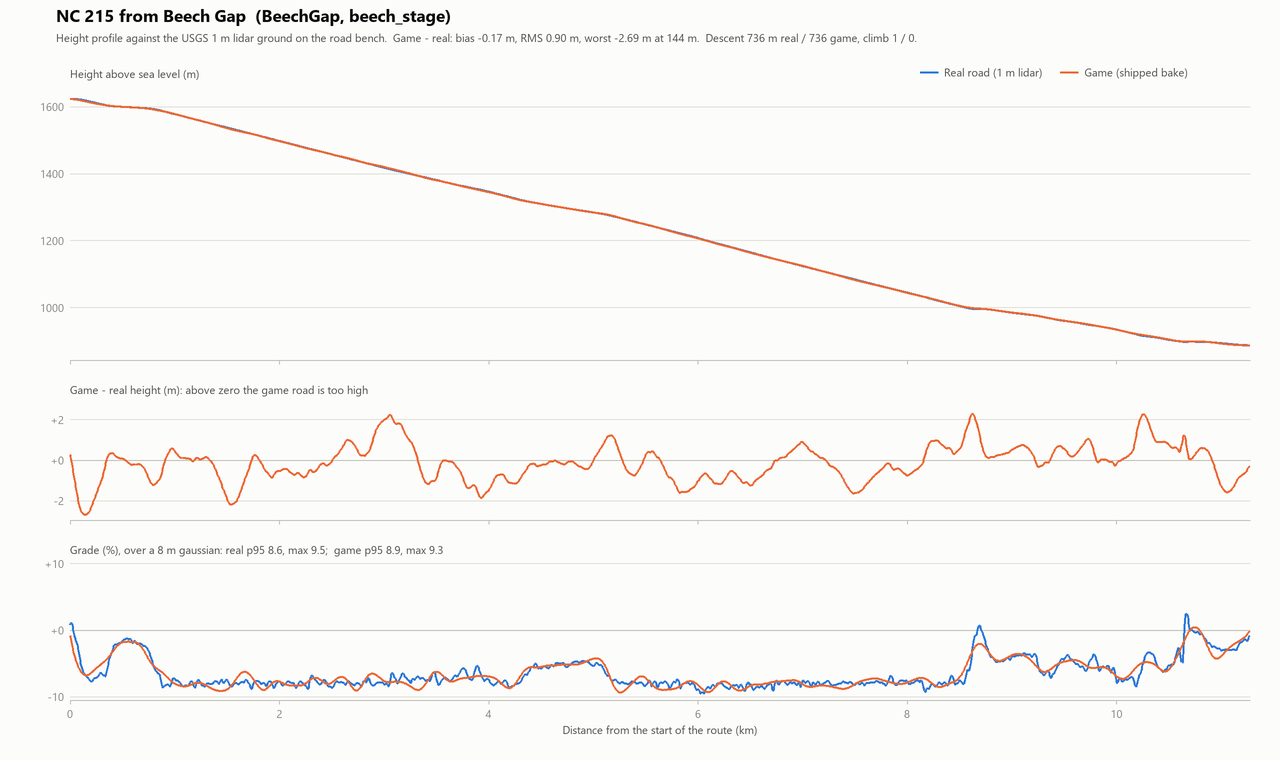 NC 215 from Beech Gap  (BeechGap, beech_stage)
Height profile against the USGS 1 m lidar ground on the road bench.  Game - real: bias -0.17 m, RMS 0.90 m, worst -2.69 m at 144 m.  Descent 736 m real / 736 game, climb 1 / 0.
Height above sea level (m)
Real road (1 m lidar)
Game (shipped bake)
1600
1400
1200
1000
Game - real height (m): above zero the game road is too high
+2
+0
-2
Grade (%), over a 8 m gaussian: real p95 8.6, max 9.5;  game p95 8.9, max 9.3
+10
+0
-10
0 2 4 6 8 10
Distance from the start of the route (km)